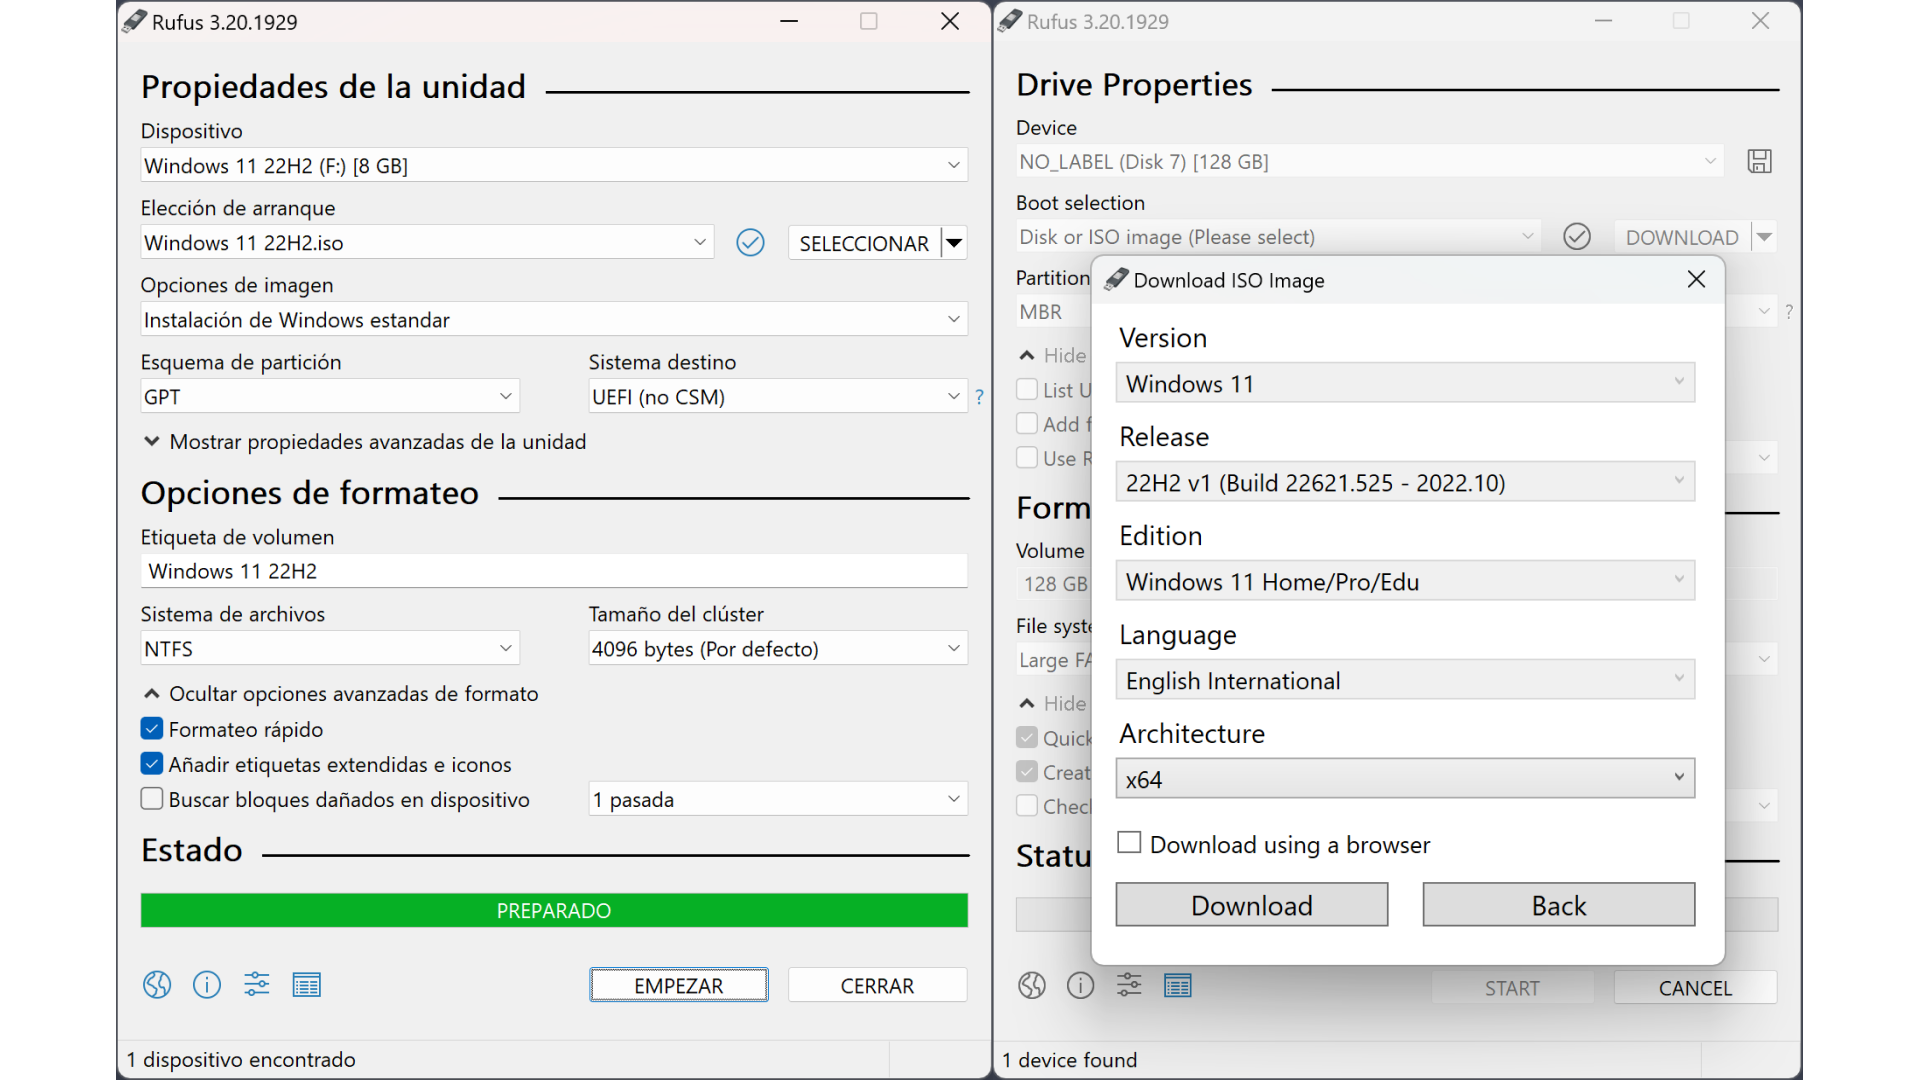 Rufus 3.20.1929
Propiedades de la unidad
Dispositivo
Windows 11 22H2 (F:) [8 GB]
Elección de arranque
Windows 11 22H2.iso
SELECCIONAR
Opciones de imagen
Instalación de Windows estandar
Esquema de partición
Sistema destino
GPT
UEFI (no CSM)
?
Mostrar propiedades avanzadas de la unidad
Opciones de formateo
Etiqueta de volumen
Windows 11 22H2
Sistema de archivos
Tamaño del clúster
NTFS
4096 bytes (Por defecto)
Ocultar opciones avanzadas de formato
Formateo rápido
Añadir etiquetas extendidas e iconos
Buscar bloques dañados en dispositivo
1 pasada
Estado
PREPARADO
EMPEZAR
CERRAR
1 dispositivo encontrado
Rufus 3.20.1929
Drive Properties
Device
NO_LABEL (Disk 7) [128 GB]
Boot selection
Disk or ISO image (Please select)
DOWNLOAD
Partition
MBR
?
Hide
List U
Add f
Use R
Form
Volume
128 GB
File syste
Large FA
Hide
Quick
Creat
Check
Statu
START
CANCEL
1 device found
Download ISO Image
Version
Windows 11
Release
22H2 v1 (Build 22621.525 - 2022.10)
Edition
Windows 11 Home/Pro/Edu
Language
English International
Architecture
x64
Download using a browser
Download
Back